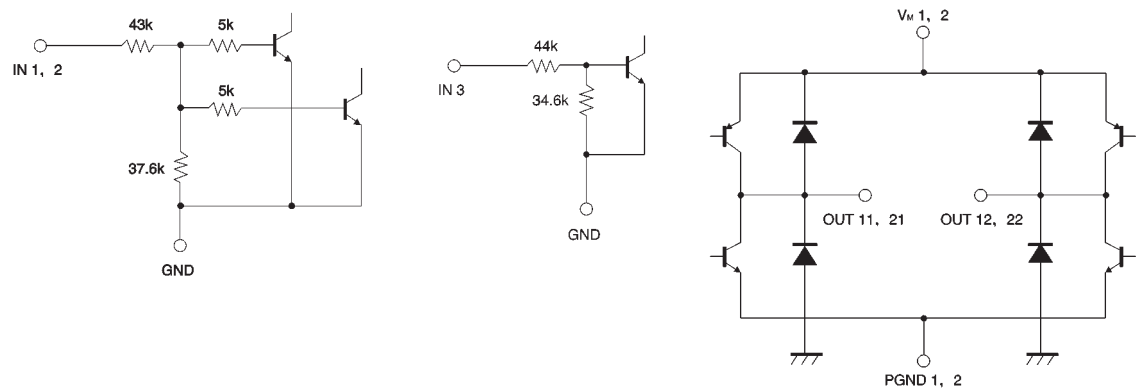 43k
5k
IN 1, 2
5k
37.6k
GND
44k
IN 3
34.6k
GND
VM 1, 2
OUT 11, 21
OUT 12, 22
PGND 1, 2